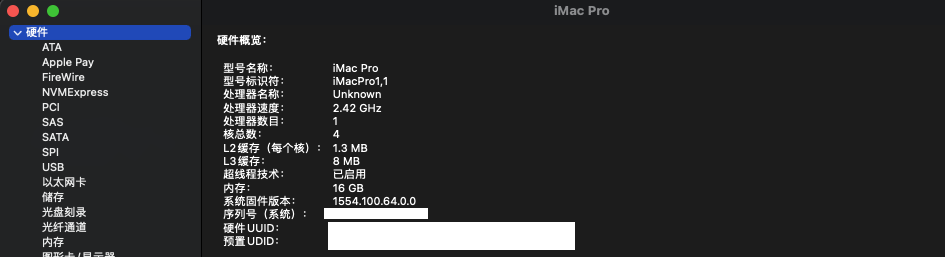 iMac Pro
硬件
ATA
Apple Pay
FireWire
NVMExpress
PCI
SAS
SATA
SPI
USB
以太网卡
储存
光盘刻录
光纤通道
内存
图形卡/显示器
硬件概览：
型号名称： iMac Pro
型号标识符： iMacPro1,1
处理器名称： Unknown
处理器速度： 2.42 GHz
处理器数目： 1
核总数： 4
L2缓存（每个核）： 1.3 MB
L3缓存： 8 MB
超线程技术： 已启用
内存： 16 GB
系统固件版本： 1554.100.64.0.0
序列号（系统）：
硬件UUID：
预置UDID：